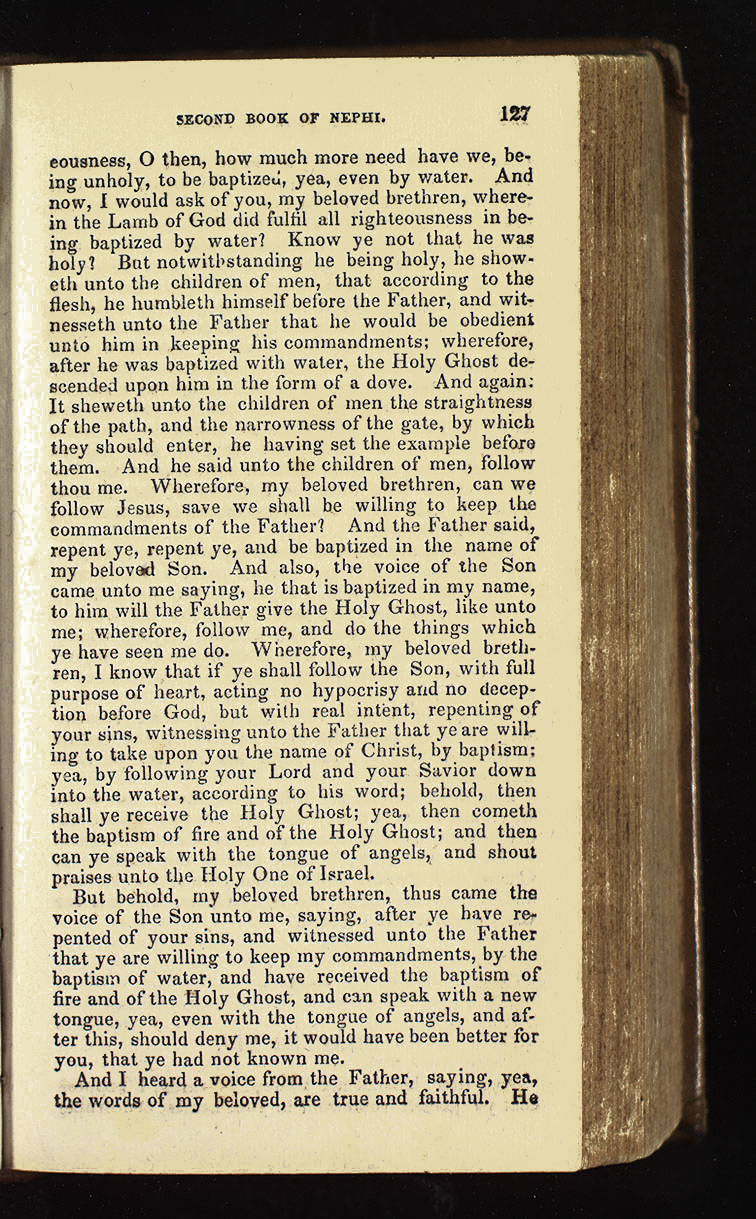 SECOND BOOK OF NEPHI. 127
eousness, O then, how much more need have we, be-
ing unholy, to be baptized, yea, even by water. And
now, I would ask of you, my beloved brethren, where-
in the Lamb of God did fulfil all righteousness in be-
ing baptized by water? Know ye not that he was
holy? But notwithstanding he being holy, he show-
eth unto the children of men, that according to the
flesh, he humbleth himself before the Father, and wit-
nesseth unto the Father that he would be obedient
unto him in keeping his commandments; wherefore,
after he was baptized with water, the Holy Ghost de-
scended upon him in the form of a dove. And again:
It sheweth unto the children of men the straightness
of the path, and the narrowness of the gate, by which
they should enter, he having set the example before
them. And he said unto the children of men, follow
thou me. Wherefore, my beloved brethren, can we
follow Jesus, save we shall be willing to keep the
commandments of the Father? And the Father said,
repent ye, repent ye, and be baptized in the name of
my beloved Son. And also, the voice of the Son
came unto me saying, he that is baptized in my name,
to him will the Father give the Holy Ghost, like unto
me; wherefore, follow me, and do the things which
ye have seen me do. Wherefore, my beloved breth-
ren, I know that if ye shall follow the Son, with full
purpose of heart, acting no hypocrisy and no decep-
tion before God, but with real intent, repenting of
your sins, witnessing unto the Father that ye are will-
ing to take upon you the name of Christ, by baptism;
yea, by following your Lord and your Savior down
into the water, according to his word; behold, then
shall ye receive the Holy Ghost; yea, then cometh
the baptism of fire and of the Holy Ghost; and then
can ye speak with the tongue of angels, and shout
praises unto the Holy One of Israel.
But behold, my beloved brethren, thus came the
voice of the Son unto me, saying, after ye have re-
pented of your sins, and witnessed unto the Father
that ye are willing to keep my commandments, by the
baptism of water, and have received the baptism of
fire and of the Holy Ghost, and can speak with a new
tongue, yea, even with the tongue of angels, and af-
ter this, should deny me, it would have been better for
you, that ye had not known me.
And I heard a voice from the Father, saying, yea,
the words of my beloved, are true and faithful. He